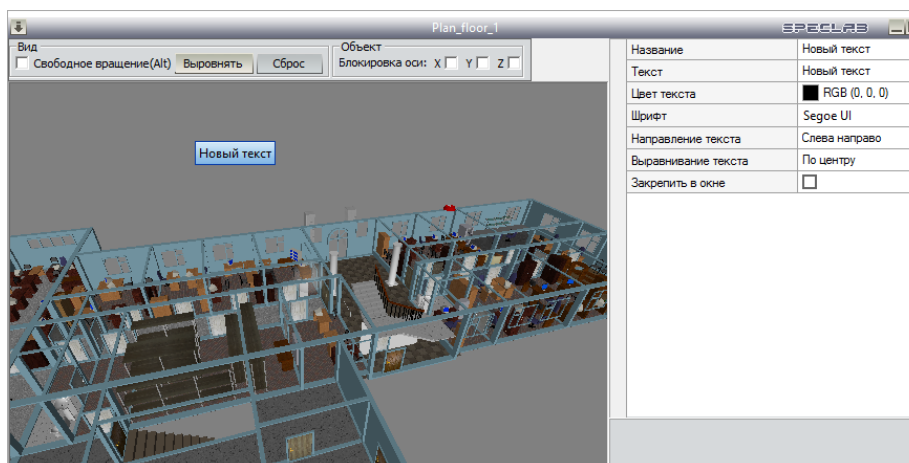 Plan_floor_1
SPECLAB
Вид
Свободное вращение(Alt) Выровнять Сброс
Объект
Блокировка оси: X Y Z
Новый текст
Название Новый текст
Текст Новый текст
Цвет текста RGB (0, 0, 0)
Шрифт Segoe UI
Направление текста Слева направо
Выравнивание текста По центру
Закрепить в окне